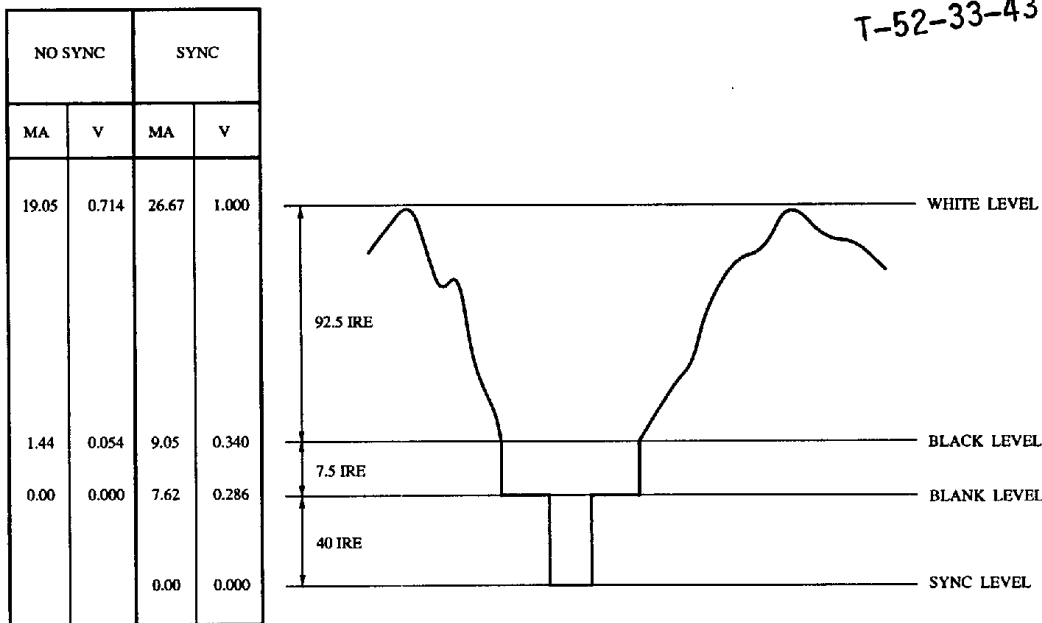 T-52-33-43
NO SYNC SYNC
MA V MA V
19.05 0.714 26.67 1.000 WHITE LEVEL
92.5 IRE
1.44 0.054 9.05 0.340 BLACK LEVEL
7.5 IRE
0.00 0.000 7.62 0.286 BLANK LEVEL
40 IRE
0.00 0.000 SYNC LEVEL